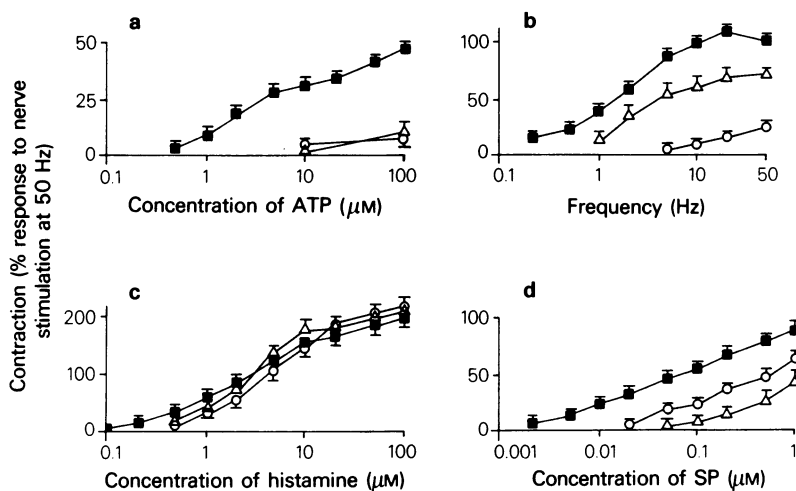 Contraction (% response to nerve
stimulation at 50 Hz)
a
50
25
0
0.1
1
10
100
Concentration of ATP (μM)
b
100
50
0
0.1
1
10
50
Frequency (Hz)
c
200
100
0
0.1
1
10
100
Concentration of histamine (μM)
d
100
50
0
0.001
0.01
0.1
1
Concentration of SP (μM)